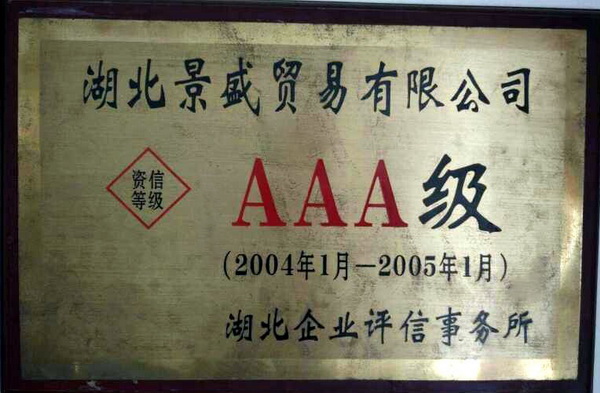 湖北景盛贸易有限公司
资信
等级
AAA级
(2004年1月-2005年1月)
湖北企业评信事务所